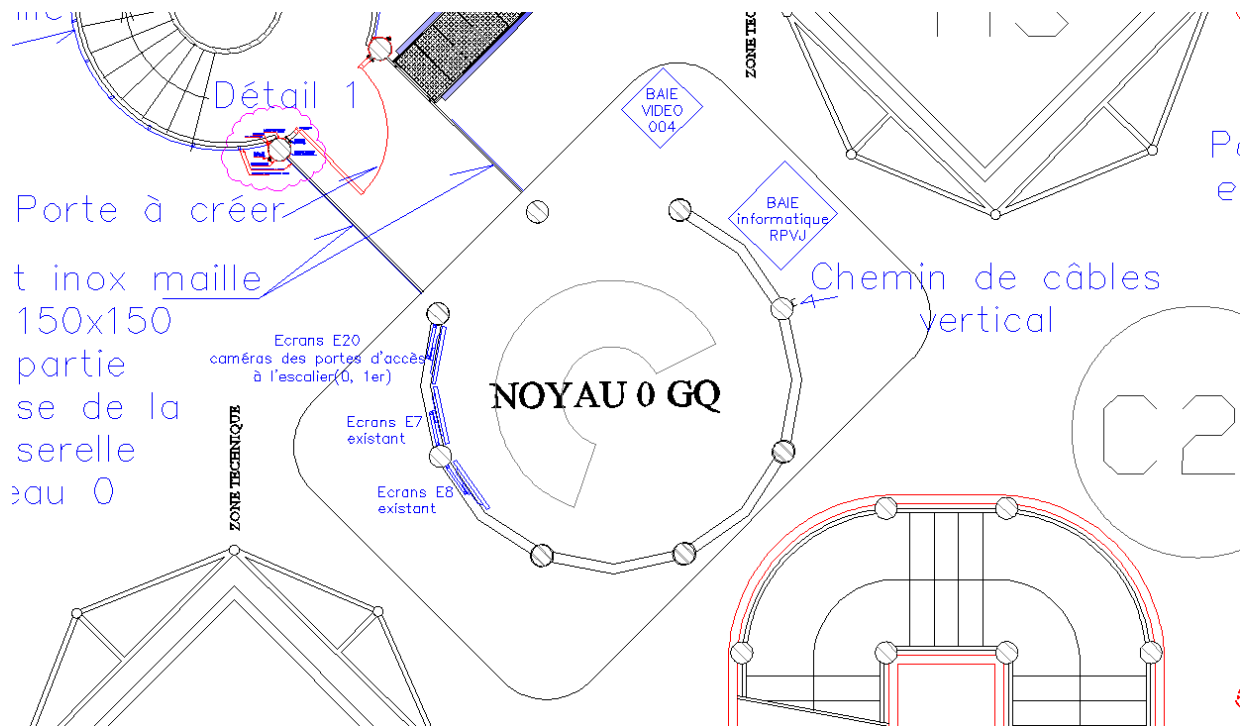 Détail 1
Porte à créer
t inox maille
150x150
partie
se de la
serelle
eau 0
BAIE
VIDEO
004
BAIE
informatique
RPVJ
Chemin de câbles
vertical
Ecrans E20
caméras des portes d'accès
à l'escalier(0, 1er)
Ecrans E7
existant
Ecrans E8
existant
NOYAU 0 GQ
ZONE TECHNIQUE
ZONE TEC
C2